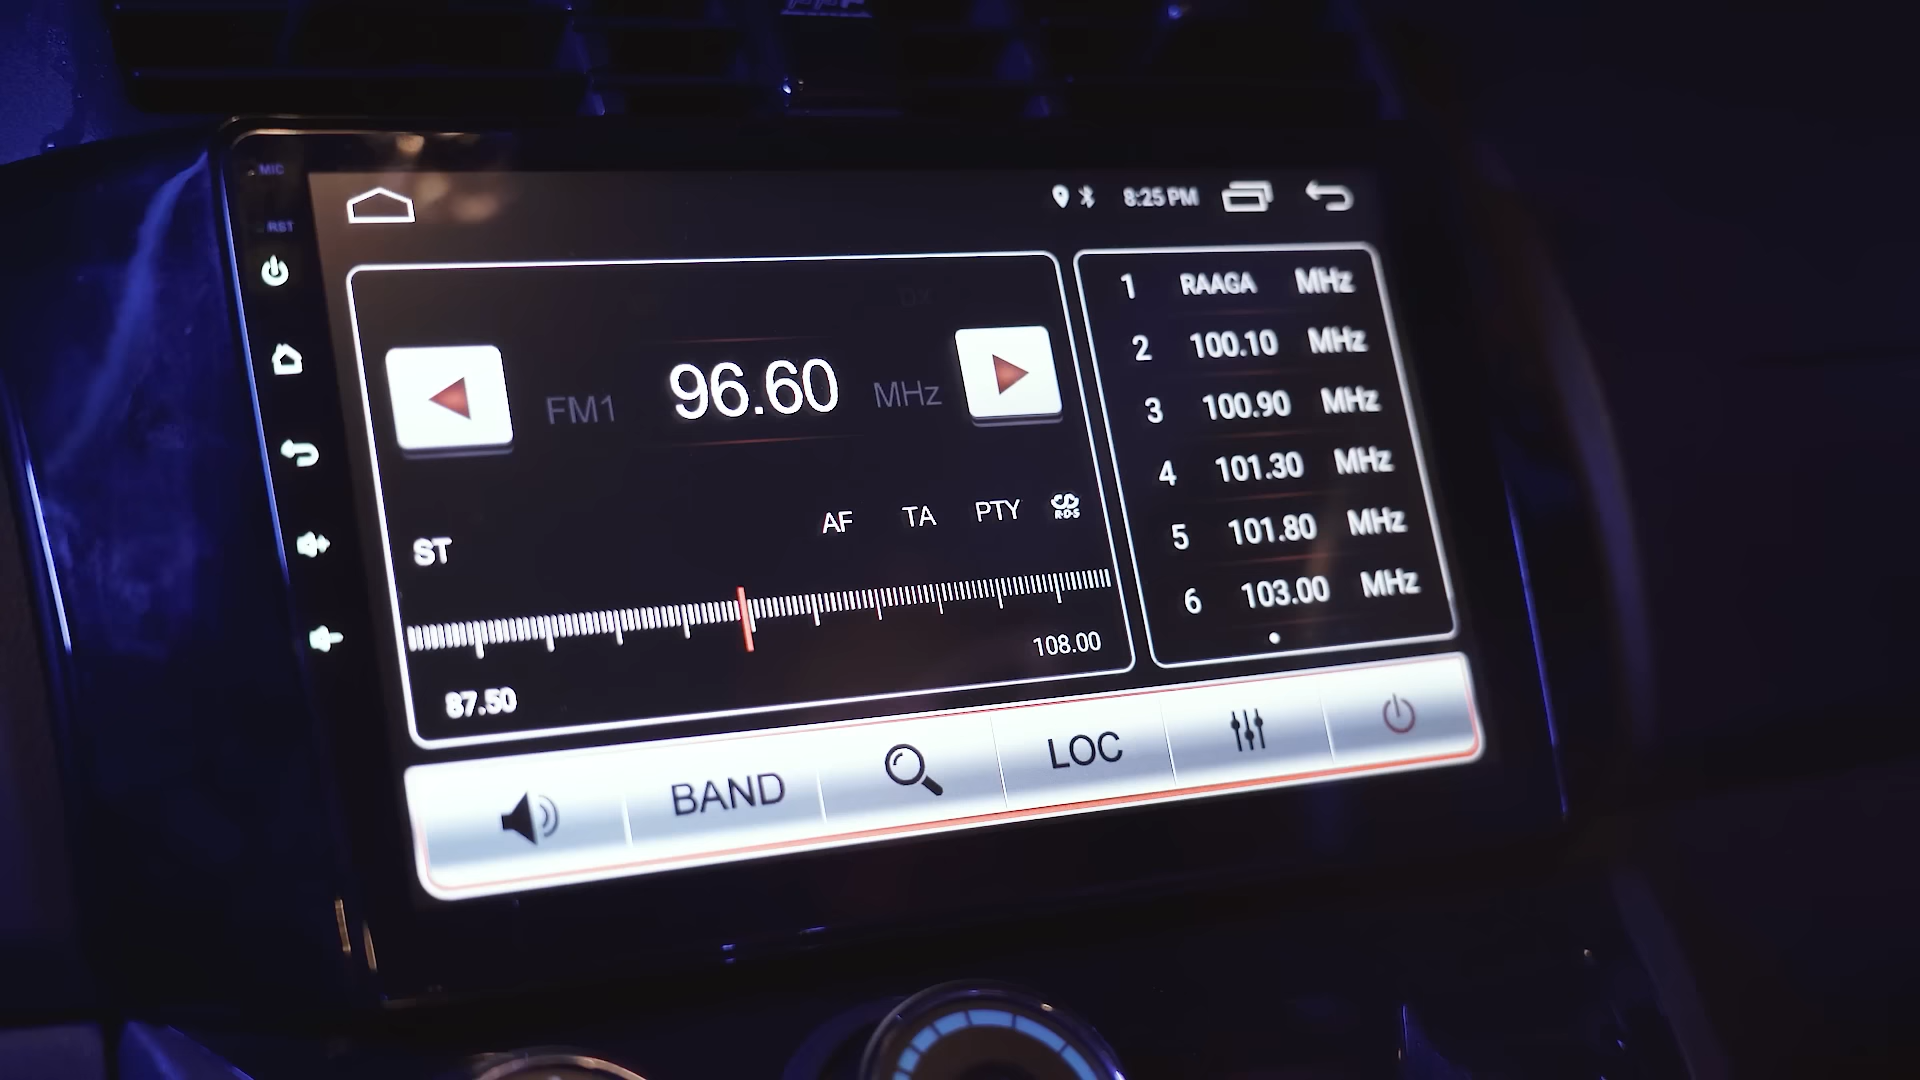 MIC
RST
8:25 PM
DX
FM1 96.60 MHz
AF TA PTY RDS
ST
87.50
108.00
1 RAAGA MHz
2 100.10 MHz
3 100.90 MHz
4 101.30 MHz
5 101.80 MHz
6 103.00 MHz
BAND
LOC